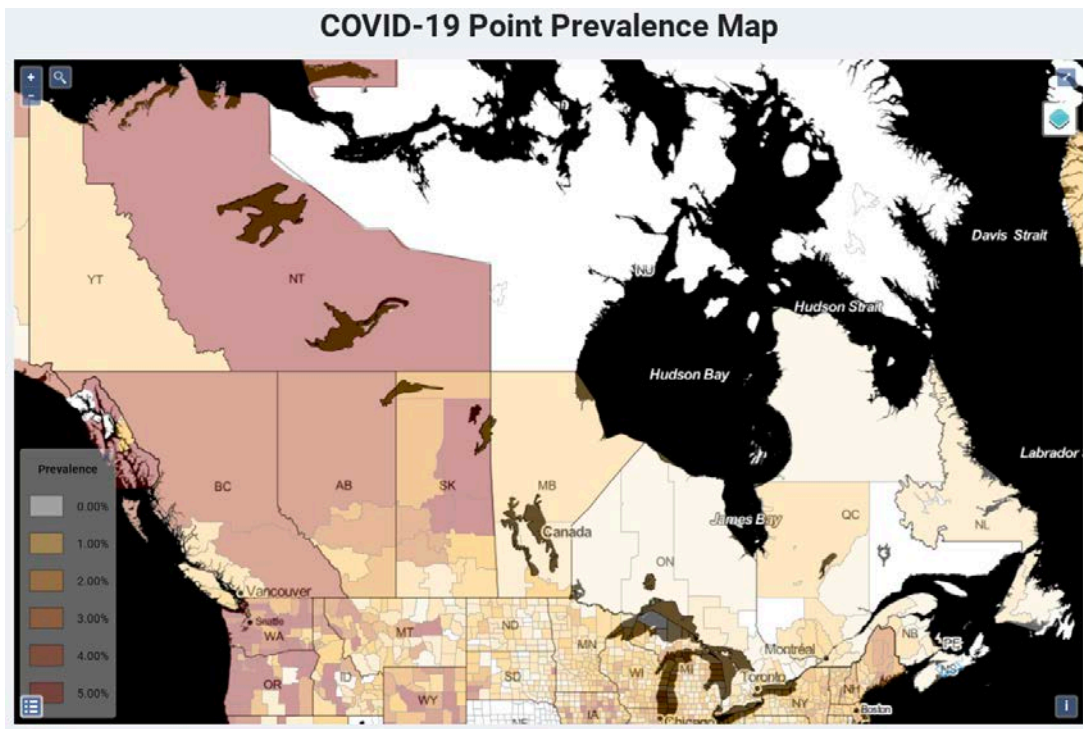 COVID-19 Point Prevalence Map
+
-
Davis Strait
YT
NT
NU
Hudson Strait
Hudson Bay
Labrador
Prevalence
0.00%
1.00%
2.00%
3.00%
4.00%
5.00%
BC
AB
SK
MB
Canada
James Bay
QC
NL
ON
Vancouver
Seattle
WA
MT
ND
MN
Montréal
NB
PE
NS
OR
ID
WY
SD
WI
MI
Toronto
NY
NH
Boston
IA
Chicago
NE
i